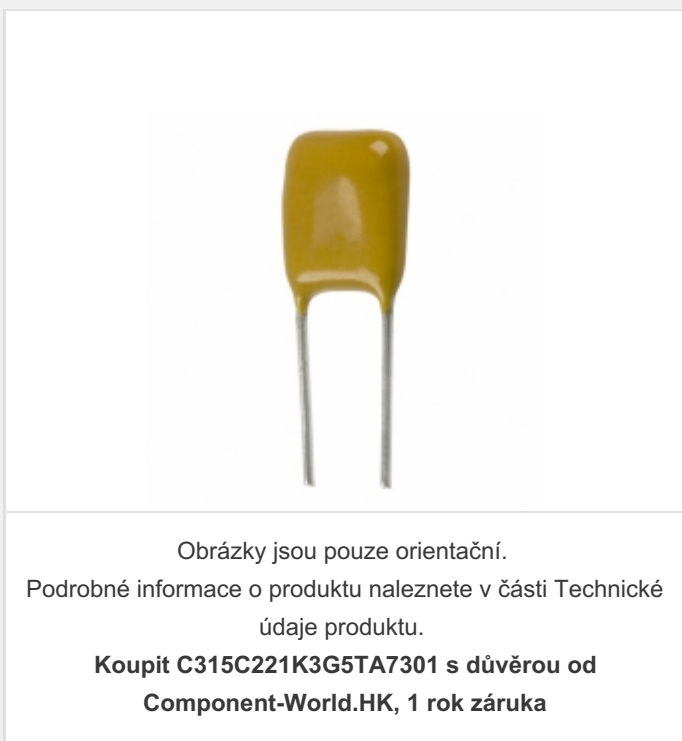 Obrázky jsou pouze orientační.
Podrobné informace o produktu naleznete v části Technické
údaje produktu.
Koupit C315C221K3G5TA7301 s důvěrou od
Component-World.HK, 1 rok záruka